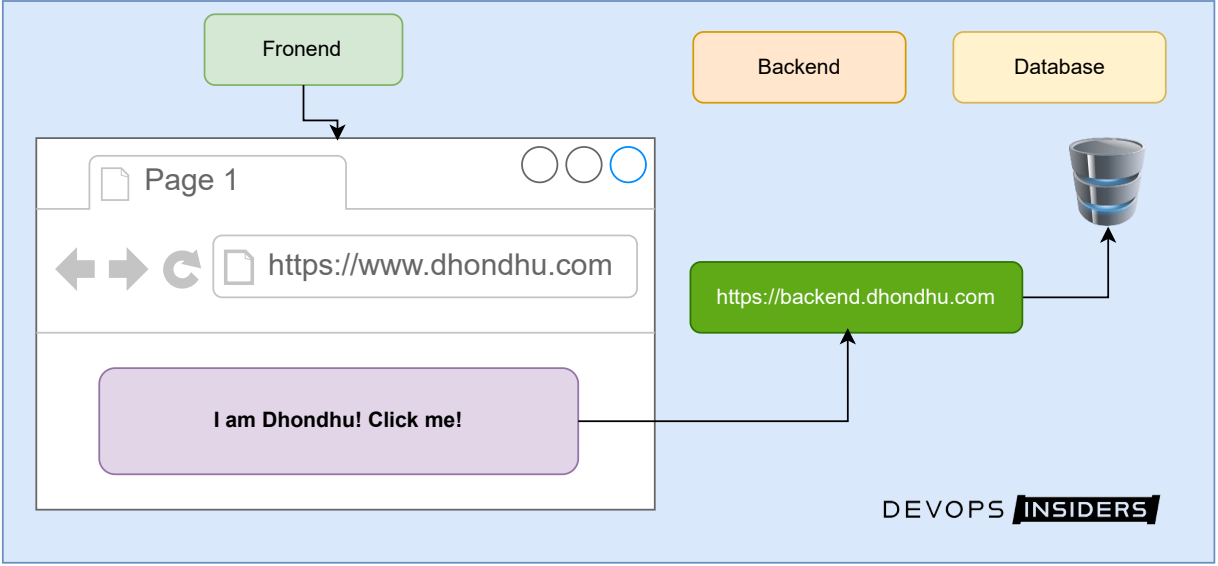 Fronend
Backend
Database
Page 1
https://www.dhondhu.com
https://backend.dhondhu.com
I am Dhondhu! Click me!
DEVOPS INSIDERS